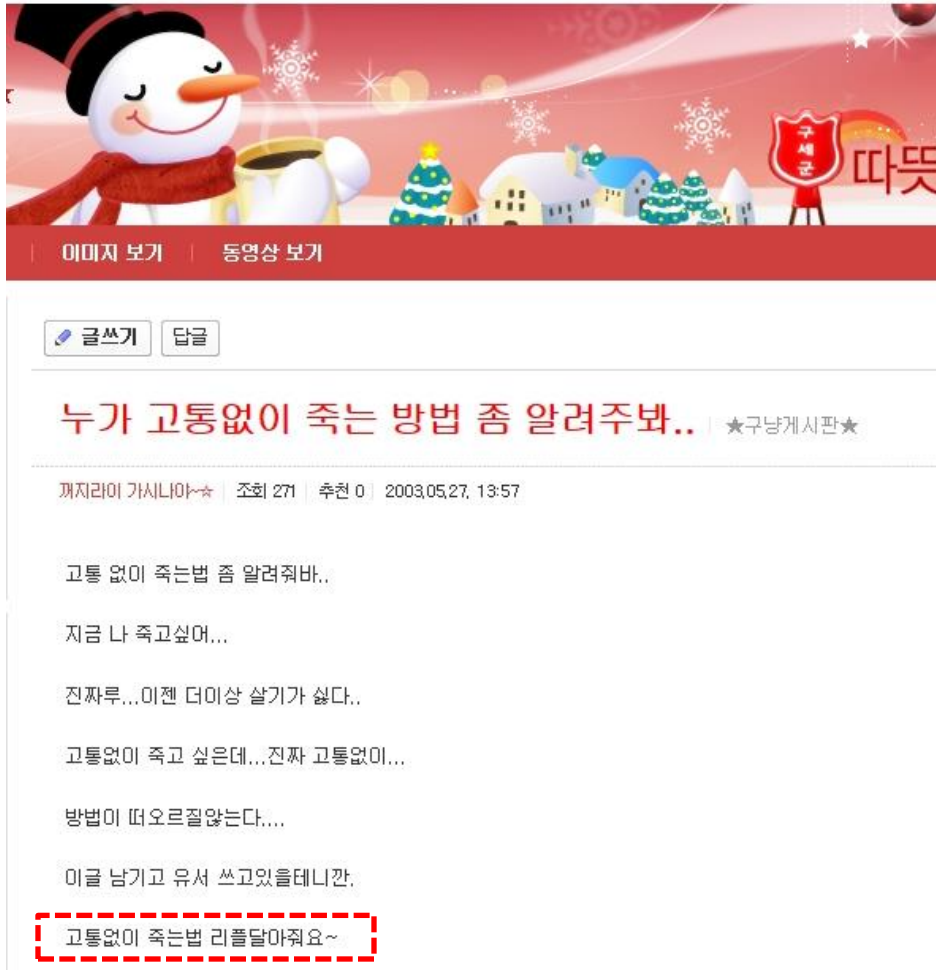 구세군
따뜻
이미지 보기
동영상 보기
글쓰기 답글
누가 고통없이 죽는 방법 좀 알려주봐.. ★구냥게시판★
꺼지라이 가시나야~☆ 조회 271 추천 0 2003,05,27, 13:57
고통 없이 죽는법 좀 알려줘바..
지금 나 죽고싶어...
진짜루...이젠 더이상 살기가 싫다..
고통없이 죽고 싶은데...진짜 고통없이...
방법이 떠오르질않는다....
이글 남기고 유서 쓰고있을테니깐.
고통없이 죽는법 리플달아줘요~